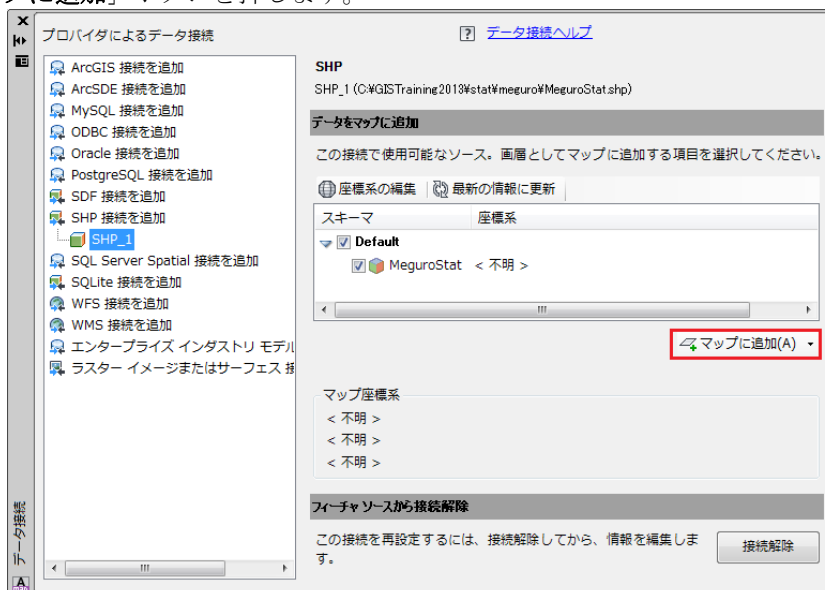 に追加」
を押します。
プロバイダによるデータ接続
? データ接続ヘルプ
ArcGIS 接続を追加
ArcSDE 接続を追加
MySQL 接続を追加
ODBC 接続を追加
Oracle 接続を追加
PostgreSQL 接続を追加
SDF 接続を追加
SHP 接続を追加
SHP_1
SQL Server Spatial 接続を追加
SQLite 接続を追加
WFS 接続を追加
WMS 接続を追加
エンタープライズ インダストリ モデル
ラスター イメージまたはサーフェス 接
データ接続
SHP
SHP_1 (C:¥GISTraining2013¥stat¥meguro¥MeguroStat.shp)
データをマップに追加
この接続で使用可能なソース。画層としてマップに追加する項目を選択してください。
座標系の編集 最新の情報に更新
スキーマ 座標系
Default
MeguroStat < 不明 >
マップに追加(A)
マップ座標系
< 不明 >
< 不明 >
< 不明 >
フィーチャ ソースから接続解除
この接続を再設定するには、接続解除してから、情報を編集しま
す。
接続解除